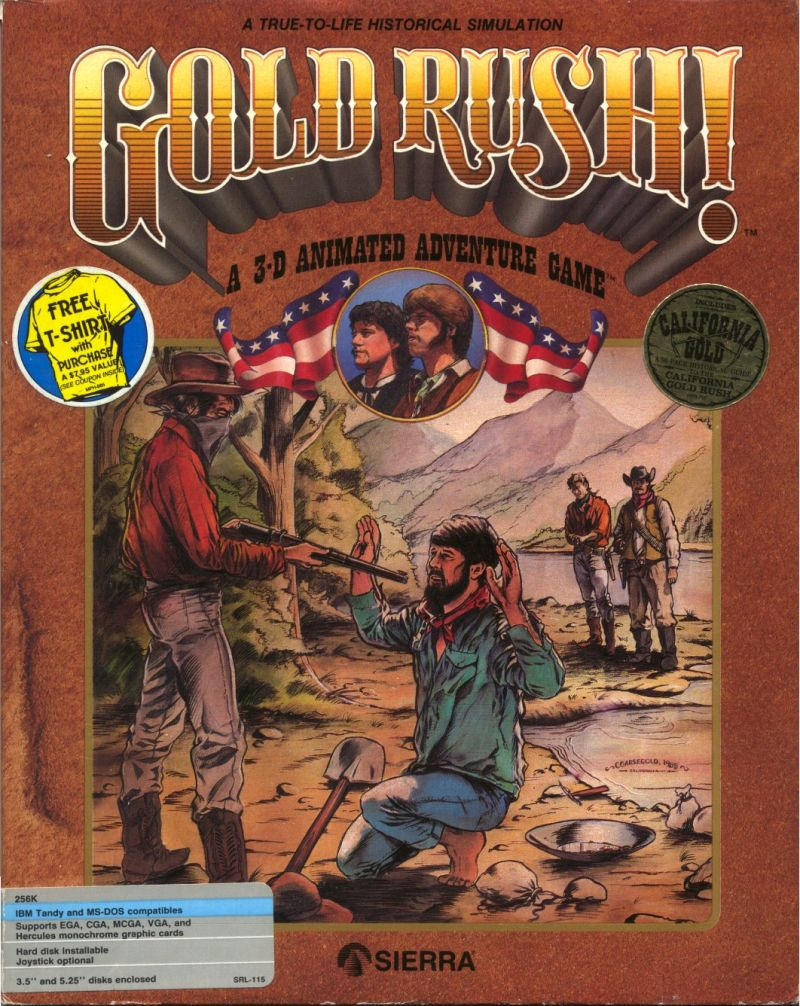 A TRUE-TO-LIFE HISTORICAL SIMULATION
GOLD RUSH!
TM
A 3-D ANIMATED ADVENTURE GAME
TM
FREE
T-SHIRT
with
PURCHASE
A $7.95 VALUE
(SEE COUPON INSIDE)
INCLUDES
CALIFORNIA
GOLD
CALIFORNIA
GOLD RUSH
COARSEGOLD, 1988
CALIFORNIA
256K
IBM Tandy and MS-DOS compatibles
Supports EGA, CGA, MCGA, VGA, and
Hercules monochrome graphic cards
Hard disk installable
Joystick optional
3.5" and 5.25" disks enclosed
SRL-115
SIERRA